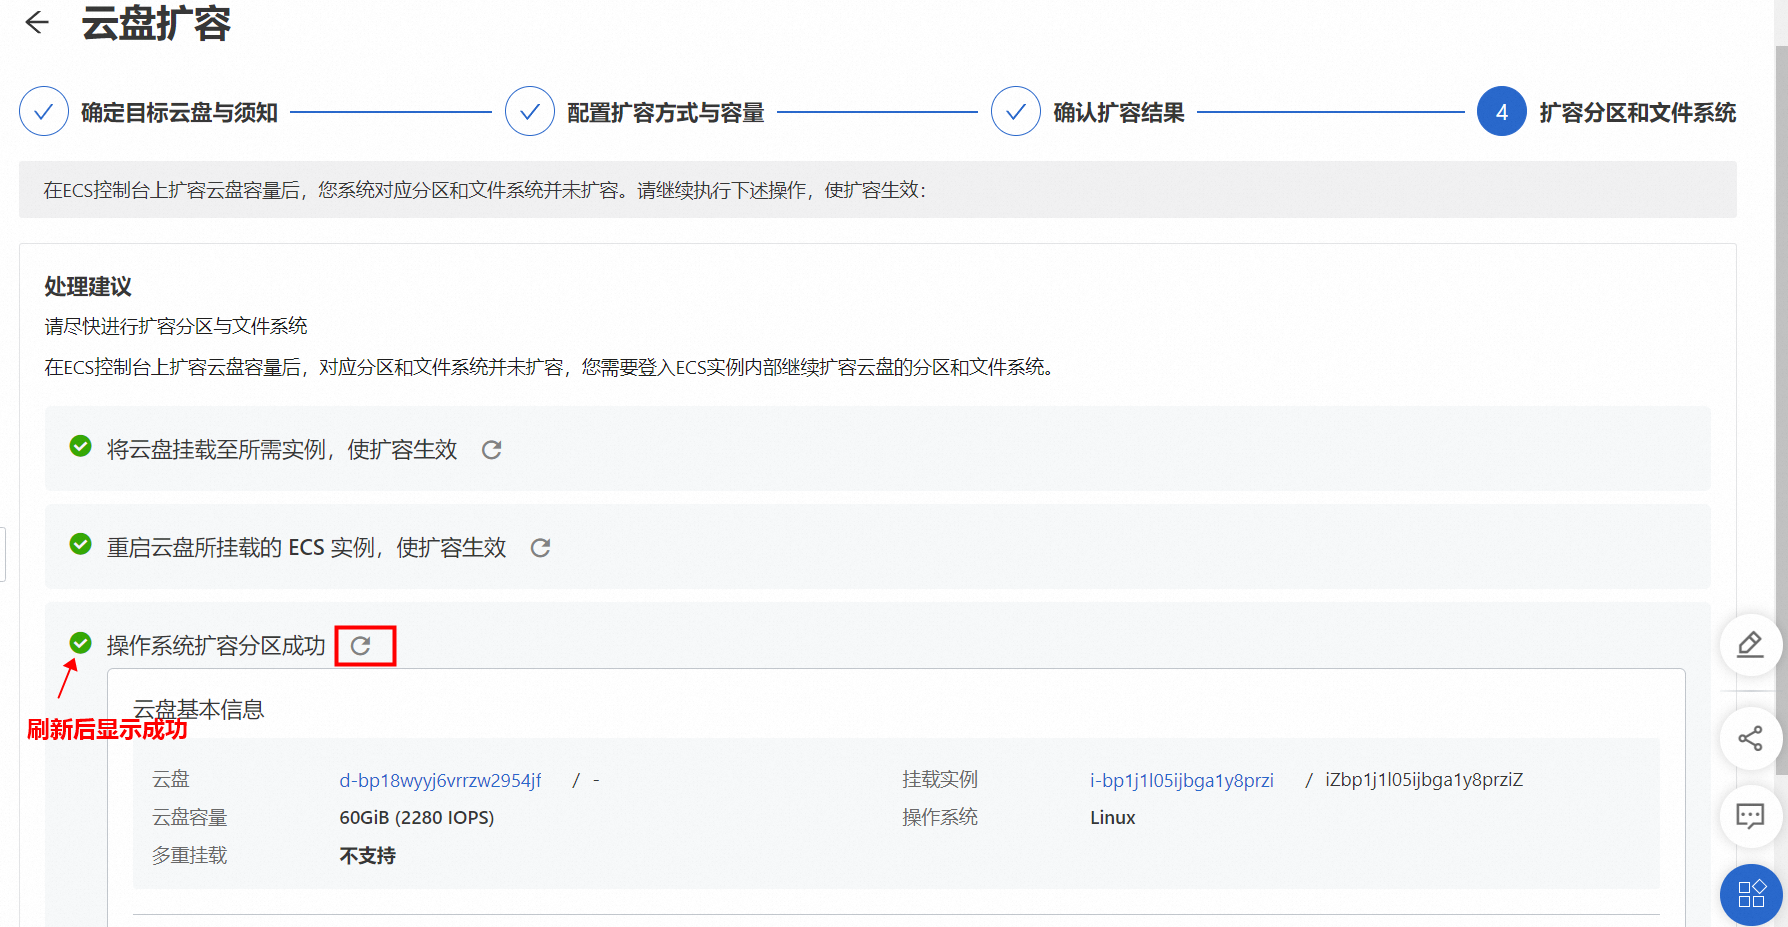 云盘扩容
确定目标云盘与须知
配置扩容方式与容量
确认扩容结果
4 扩容分区和文件系统
在ECS控制台上扩容云盘容量后，您系统对应分区和文件系统并未扩容。请继续执行下述操作，使扩容生效：
处理建议
请尽快进行扩容分区与文件系统
在ECS控制台上扩容云盘容量后，对应分区和文件系统并未扩容，您需要登入ECS实例内部继续扩容云盘的分区和文件系统。
将云盘挂载至所需实例，使扩容生效
重启云盘所挂载的 ECS 实例，使扩容生效
操作系统扩容分区成功
云盘基本信息
刷新后显示成功
云盘 d-bp18wyyj6vrrzw2954jf / - 挂载实例 i-bp1j1l05ijbga1y8przi / iZbp1j1l05ijbga1y8prziZ
云盘容量 60GiB (2280 IOPS) 操作系统 Linux
多重挂载 不支持